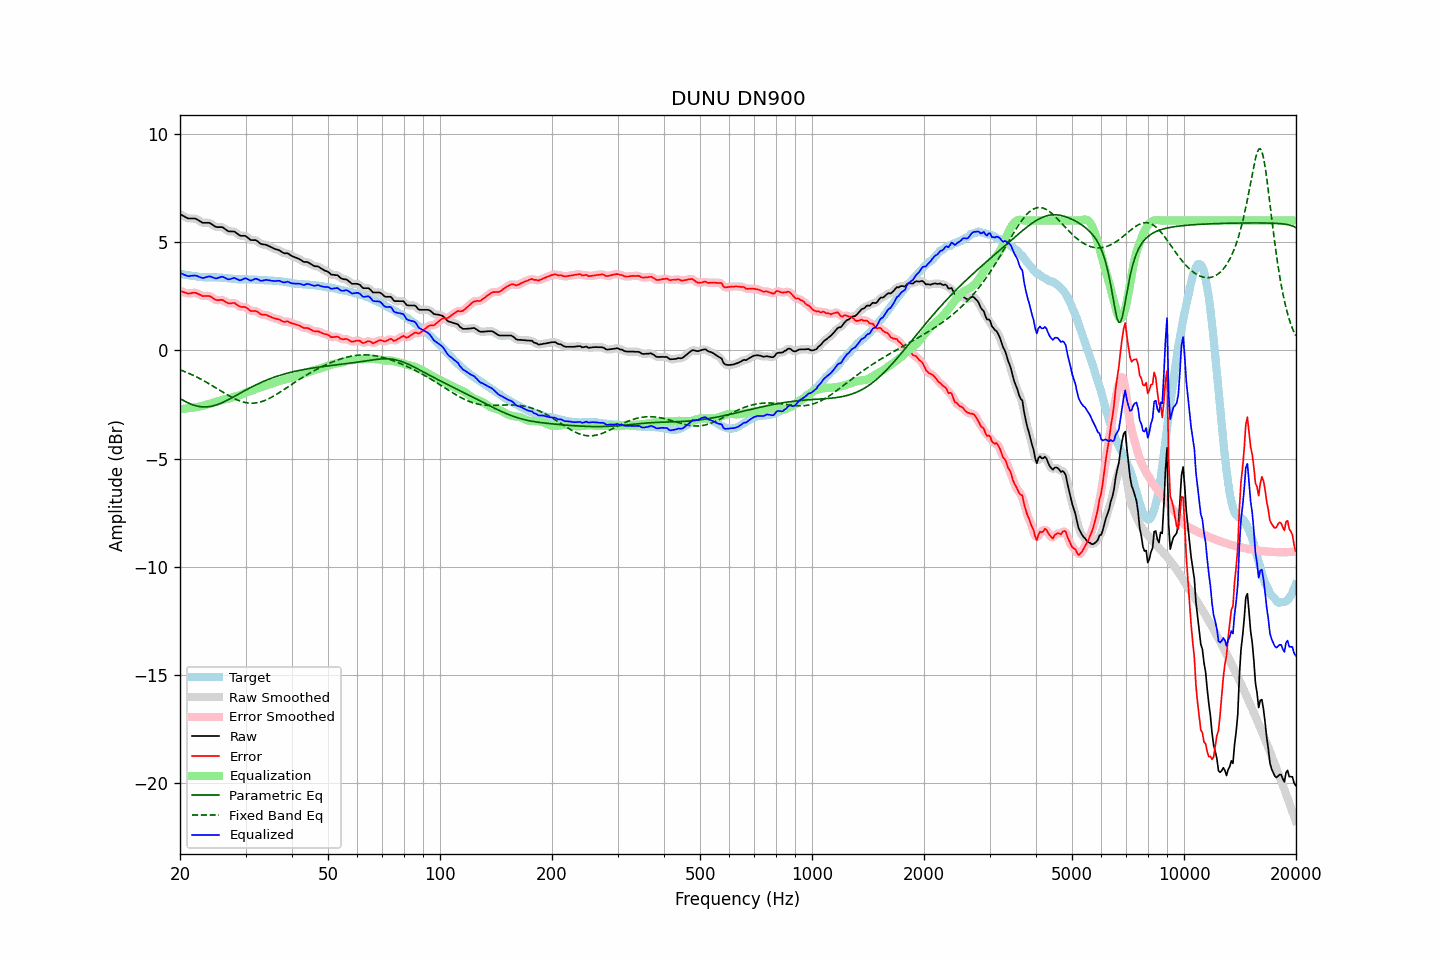 DUNU DN900
Amplitude (dBr)
10
5
0
−5
−10
−15
−20
Target
Raw Smoothed
Error Smoothed
Raw
Error
Equalization
Parametric Eq
Fixed Band Eq
Equalized
20 50 100 200 500 1000 2000 5000 10000 20000
Frequency (Hz)